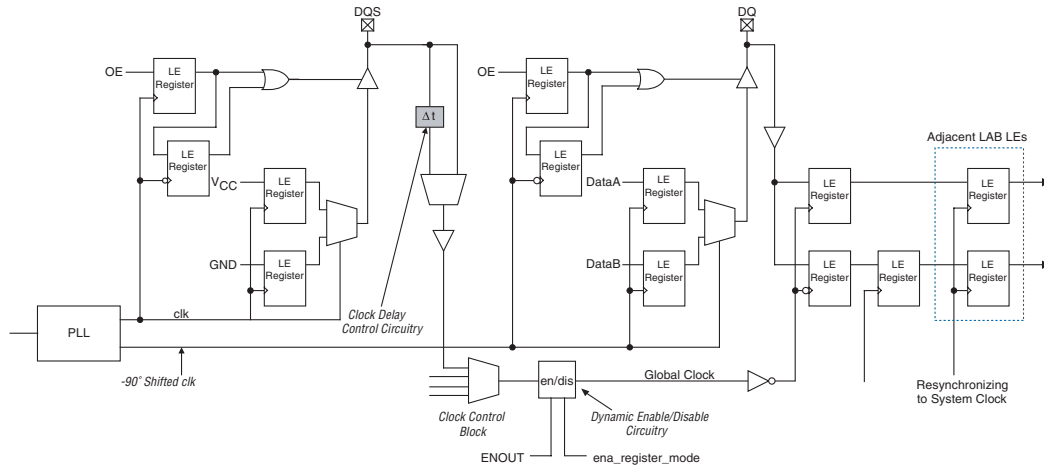 DQS
DQ
OE
LE
Register
OE
LE
Register
Δt
LE
Register
LE
Register
Adjacent LAB LEs
VCC
LE
Register
DataA
LE
Register
LE
Register
LE
Register
GND
LE
Register
DataB
LE
Register
LE
Register
LE
Register
LE
Register
clk
PLL
Clock Delay
Control Circuitry
-90° Shifted clk
en/dis
Global Clock
Clock Control
Block
Dynamic Enable/Disable
Circuitry
Resynchronizing
to System Clock
ENOUT
ena_register_mode